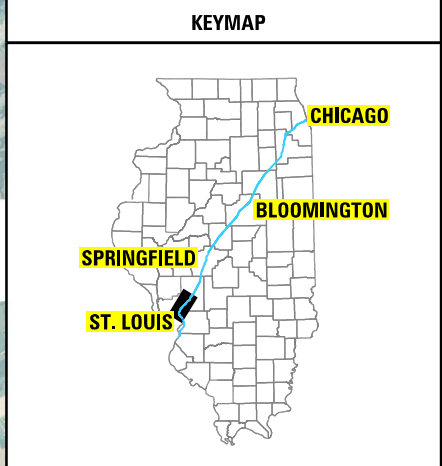 KEYMAP
CHICAGO
BLOOMINGTON
SPRINGFIELD
ST. LOUIS